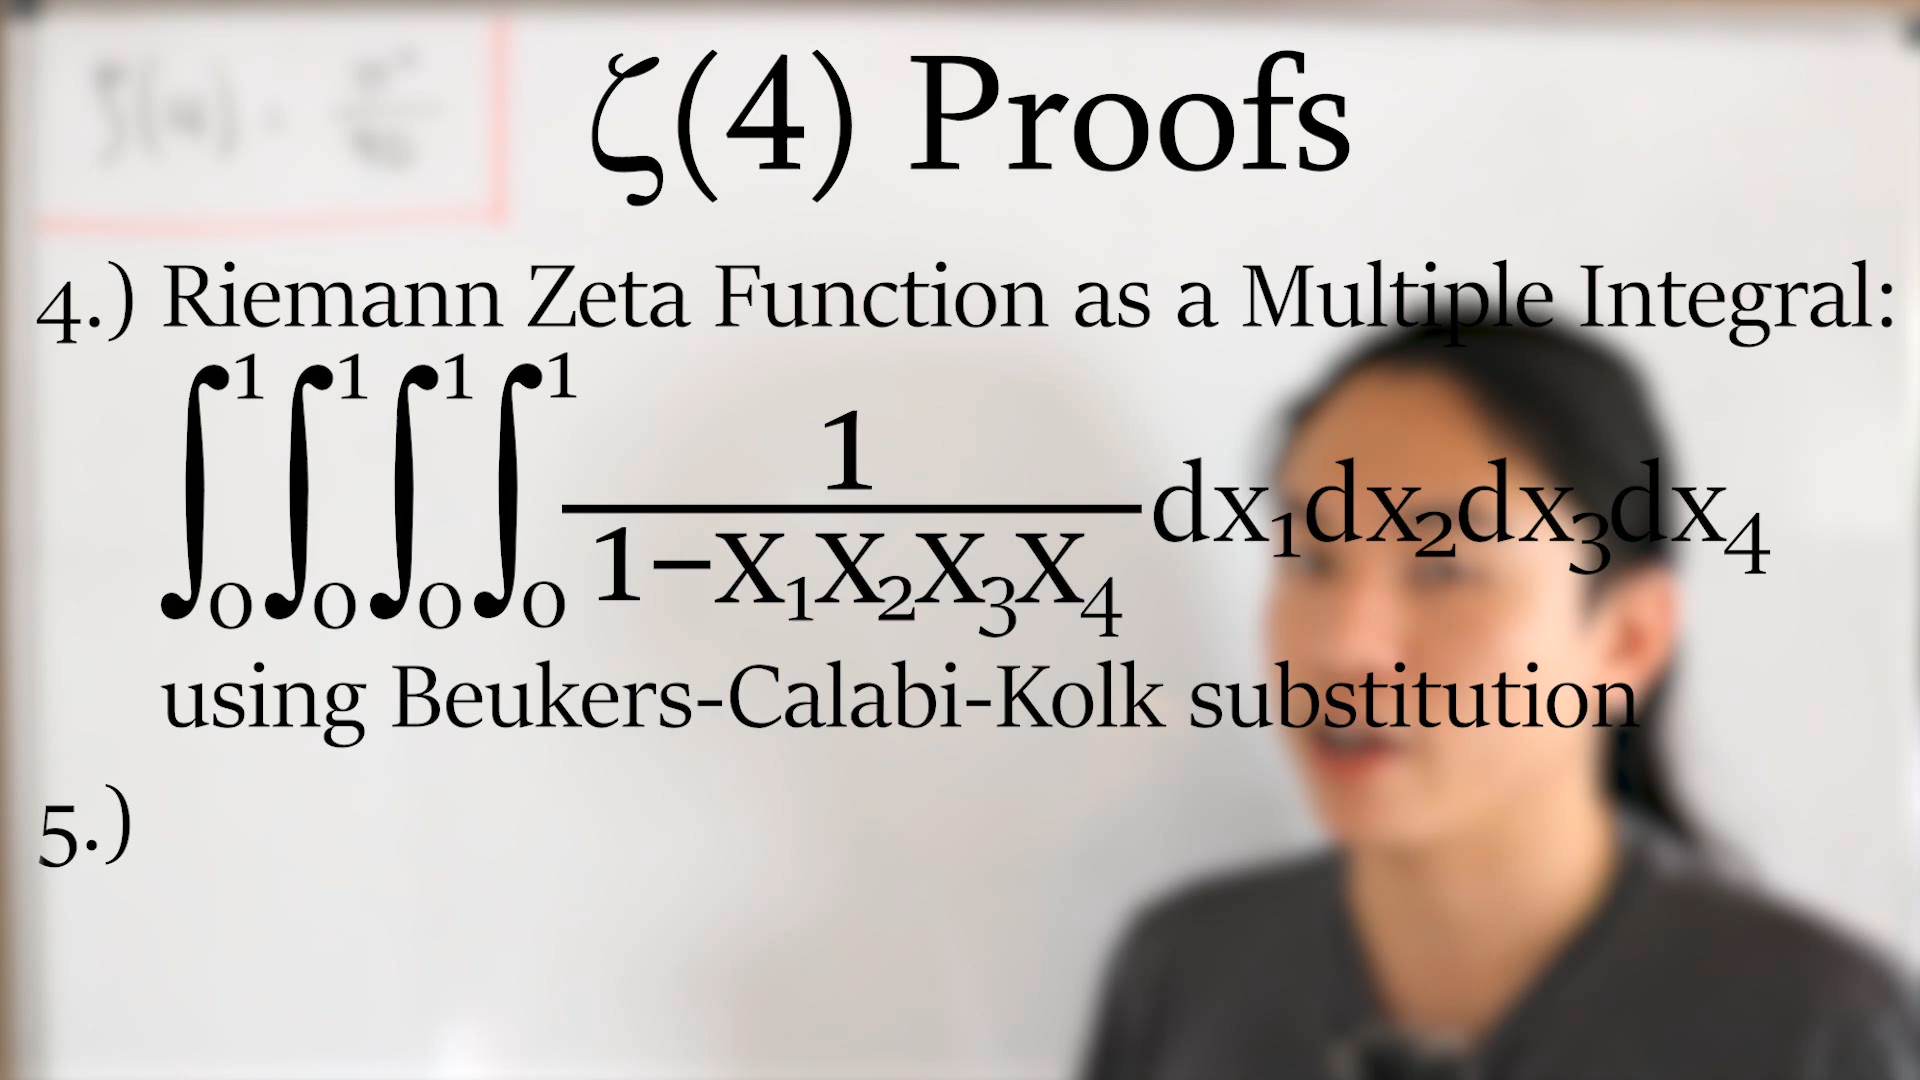 ζ(4) Proofs
4.) Riemann Zeta Function as a Multiple Integral:
∫₀¹∫₀¹∫₀¹∫₀¹ 1/(1−x₁x₂x₃x₄) dx₁dx₂dx₃dx₄
using Beukers-Calabi-Kolk substitution
5.)